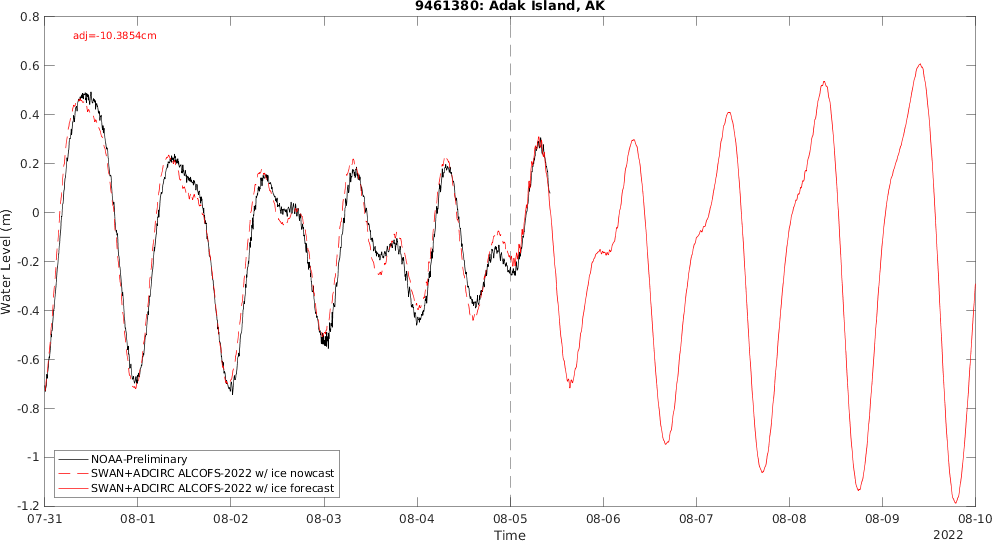 9461380: Adak Island, AK
adj=-10.3854cm
0.8
0.6
0.4
0.2
0
-0.2
-0.4
-0.6
-0.8
-1
-1.2
Water Level (m)
NOAA-Preliminary
SWAN+ADCIRC ALCOFS-2022 w/ ice nowcast
SWAN+ADCIRC ALCOFS-2022 w/ ice forecast
07-31 08-01 08-02 08-03 08-04 08-05 08-06 08-07 08-08 08-09 08-10
Time
2022